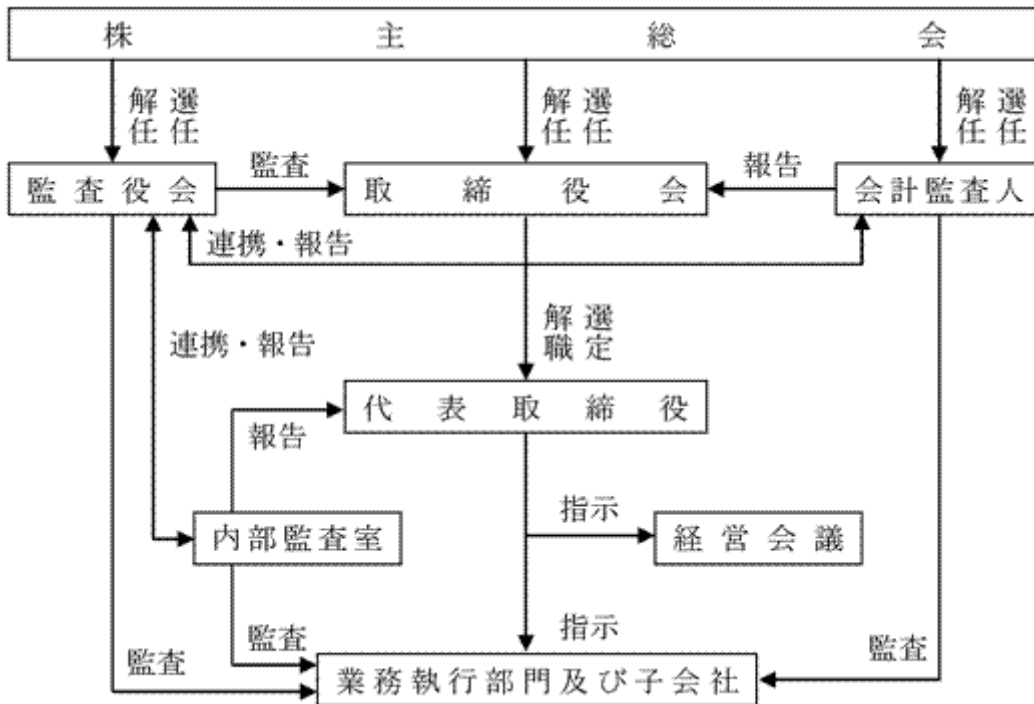 株主総会
選任
解任
選任
解任
選任
解任
監査役会
監査
取締役会
報告
会計監査人
連携・報告
連携・報告
選定
解職
代表取締役
報告
内部監査室
指示
経営会議
監査
監査
指示
監査
業務執行部門及び子会社